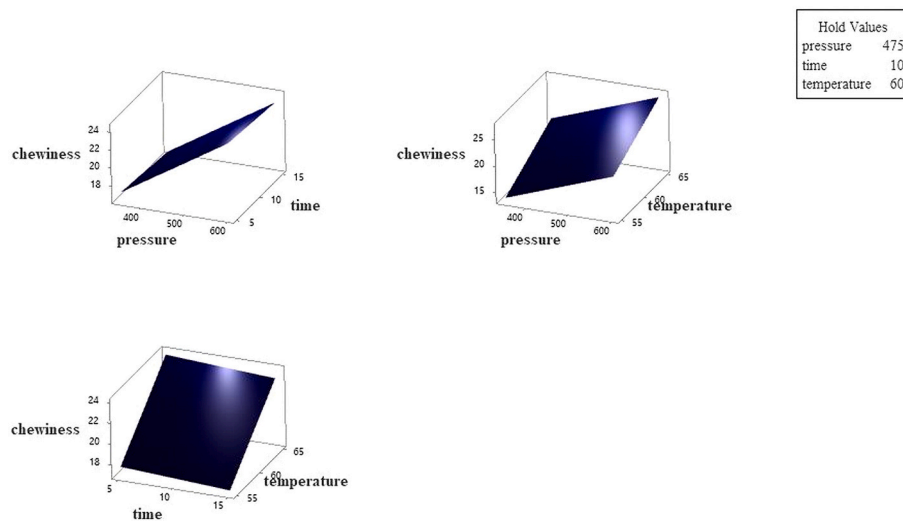 Hold Values
pressure 475
time 10
temperature 60
24
22
20
18
chewiness
400
500
600
pressure
5
10
15
time
25
20
15
chewiness
400
500
600
pressure
55
60
65
temperature
24
22
20
18
chewiness
5
10
15
time
55
60
65
temperature